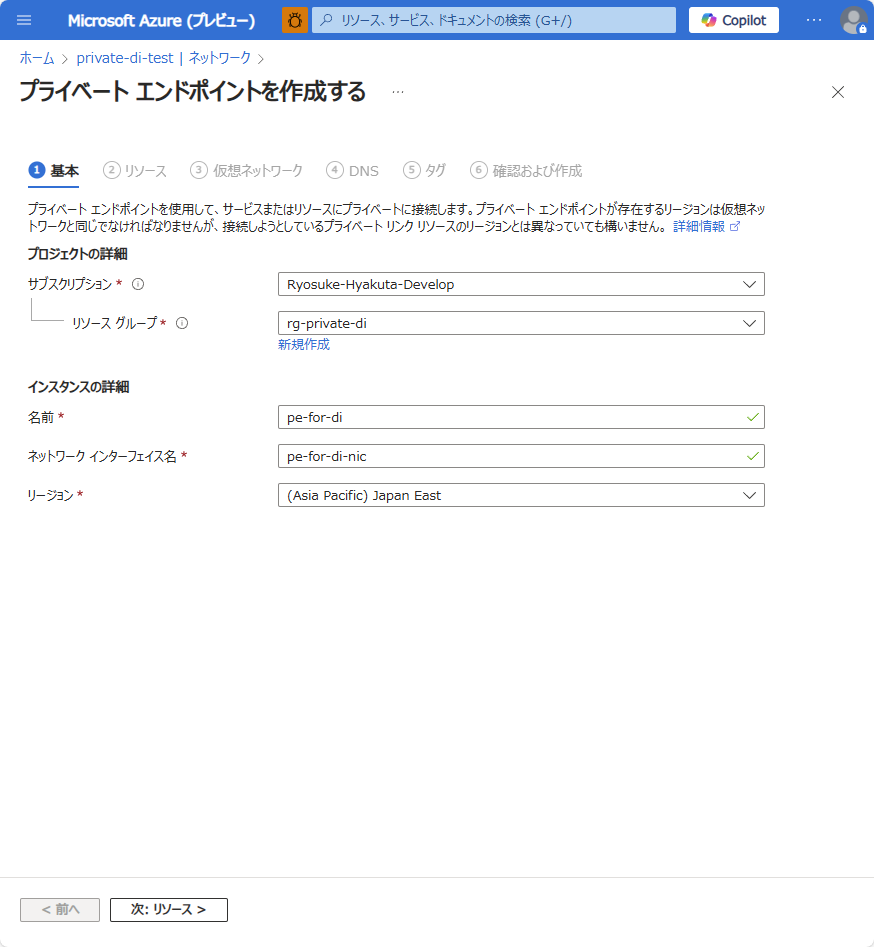 Microsoft Azure (プレビュー)
リソース、サービス、ドキュメントの検索 (G+/)
Copilot
ホーム > private-di-test | ネットワーク >
プライベート エンドポイントを作成する
1 基本
2 リソース
3 仮想ネットワーク
4 DNS
5 タグ
6 確認および作成
プライベート エンドポイントを使用して、サービスまたはリソースにプライベートに接続します。プライベート エンドポイントが存在するリージョンは仮想ネッ
トワークと同じでなければなりませんが、接続しようとしているプライベート リンク リソースのリージョンとは異なっていても構いません。 詳細情報
プロジェクトの詳細
サブスクリプション *
Ryosuke-Hyakuta-Develop
リソース グループ *
rg-private-di
新規作成
インスタンスの詳細
名前 *
pe-for-di
ネットワーク インターフェイス名 *
pe-for-di-nic
リージョン *
(Asia Pacific) Japan East
< 前へ
次: リソース >